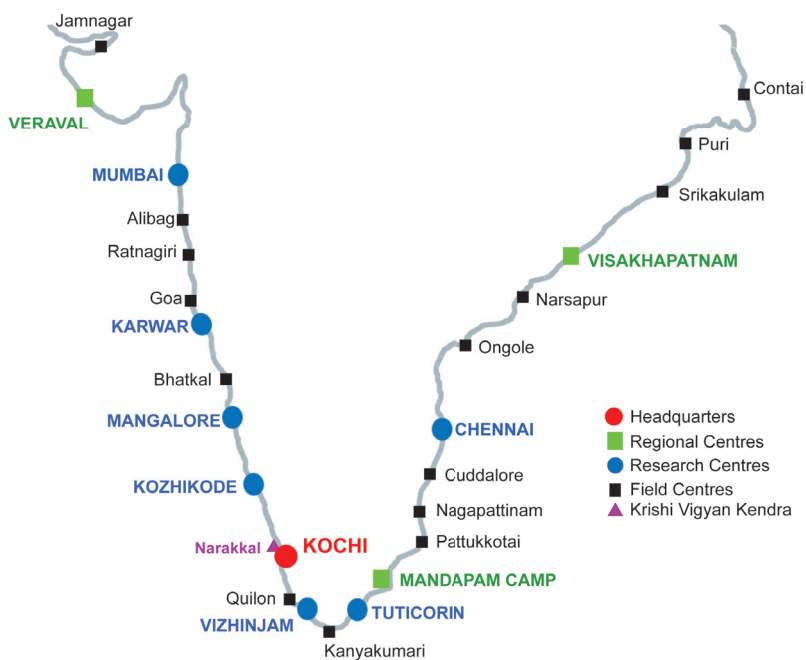 Jamnagar
VERAVAL
MUMBAI
Alibag
Ratnagiri
Goa
KARWAR
Bhatkal
MANGALORE
KOZHIKODE
Narakkal
KOCHI
Quilon
VIZHINJAM
Kanyakumari
TUTICORIN
MANDAPAM CAMP
Pattukkotai
Nagapattinam
Cuddalore
CHENNAI
Ongole
Narsapur
VISAKHAPATNAM
Srikakulam
Puri
Contai
Headquarters
Regional Centres
Research Centres
Field Centres
Krishi Vigyan Kendra